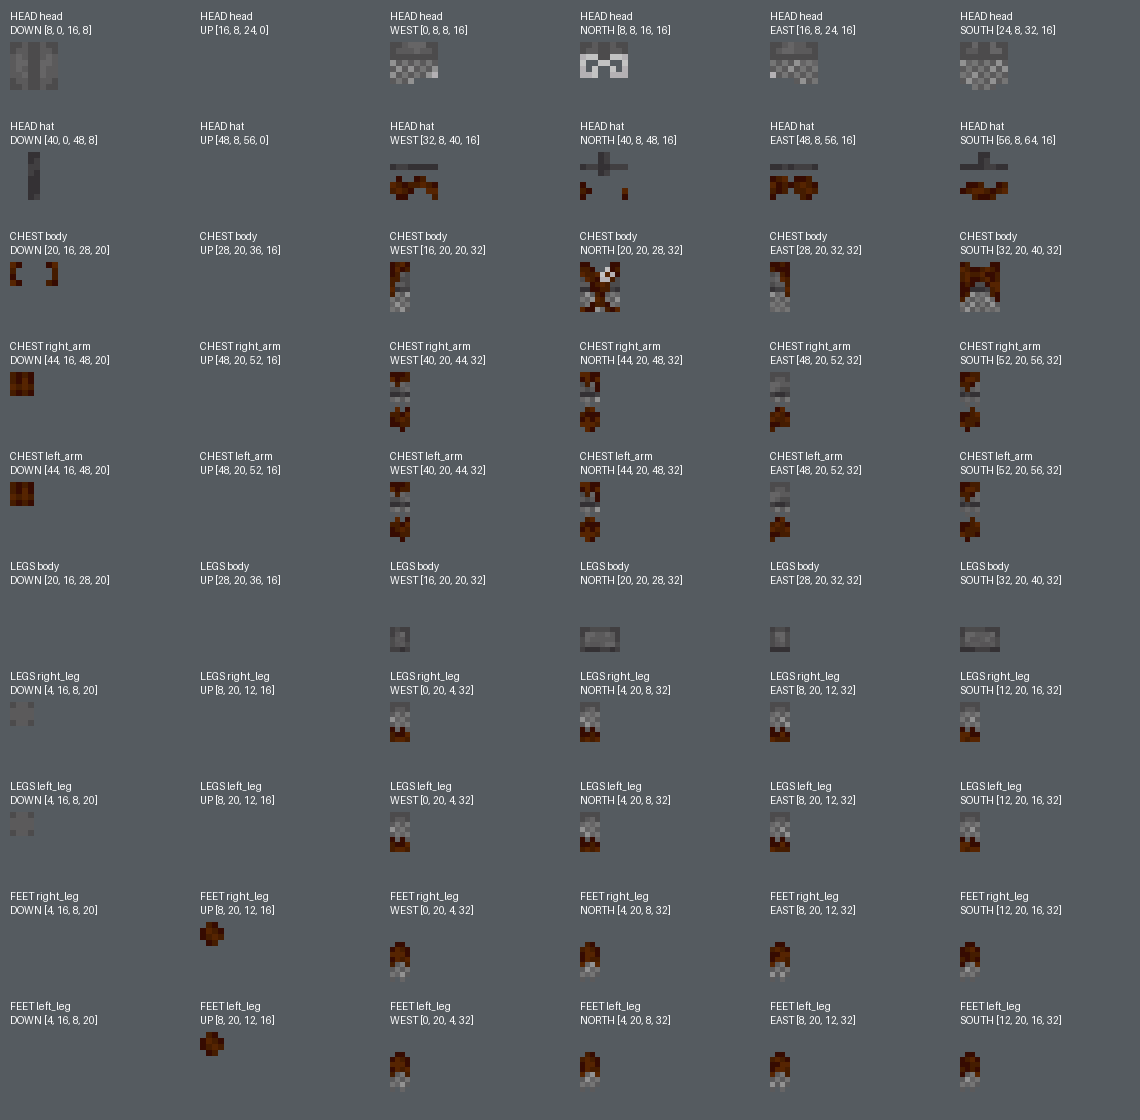 HEAD head HEAD head HEAD head HEAD head HEAD head HEAD head
DOWN [8, 0, 16, 8] UP [16, 8, 24, 0] WEST [0, 8, 8, 16] NORTH [8, 8, 16, 16] EAST [16, 8, 24, 16] SOUTH [24, 8, 32, 16]
HEAD hat HEAD hat HEAD hat HEAD hat HEAD hat HEAD hat
DOWN [40, 0, 48, 8] UP [48, 8, 56, 0] WEST [32, 8, 40, 16] NORTH [40, 8, 48, 16] EAST [48, 8, 56, 16] SOUTH [56, 8, 64, 16]
CHEST body CHEST body CHEST body CHEST body CHEST body CHEST body
DOWN [20, 16, 28, 20] UP [28, 20, 36, 16] WEST [16, 20, 20, 32] NORTH [20, 20, 28, 32] EAST [28, 20, 32, 32] SOUTH [32, 20, 40, 32]
CHEST right_arm CHEST right_arm CHEST right_arm CHEST right_arm CHEST right_arm CHEST right_arm
DOWN [44, 16, 48, 20] UP [48, 20, 52, 16] WEST [40, 20, 44, 32] NORTH [44, 20, 48, 32] EAST [48, 20, 52, 32] SOUTH [52, 20, 56, 32]
CHEST left_arm CHEST left_arm CHEST left_arm CHEST left_arm CHEST left_arm CHEST left_arm
DOWN [44, 16, 48, 20] UP [48, 20, 52, 16] WEST [40, 20, 44, 32] NORTH [44, 20, 48, 32] EAST [48, 20, 52, 32] SOUTH [52, 20, 56, 32]
LEGS body LEGS body LEGS body LEGS body LEGS body LEGS body
DOWN [20, 16, 28, 20] UP [28, 20, 36, 16] WEST [16, 20, 20, 32] NORTH [20, 20, 28, 32] EAST [28, 20, 32, 32] SOUTH [32, 20, 40, 32]
LEGS right_leg LEGS right_leg LEGS right_leg LEGS right_leg LEGS right_leg LEGS right_leg
DOWN [4, 16, 8, 20] UP [8, 20, 12, 16] WEST [0, 20, 4, 32] NORTH [4, 20, 8, 32] EAST [8, 20, 12, 32] SOUTH [12, 20, 16, 32]
LEGS left_leg LEGS left_leg LEGS left_leg LEGS left_leg LEGS left_leg LEGS left_leg
DOWN [4, 16, 8, 20] UP [8, 20, 12, 16] WEST [0, 20, 4, 32] NORTH [4, 20, 8, 32] EAST [8, 20, 12, 32] SOUTH [12, 20, 16, 32]
FEET right_leg FEET right_leg FEET right_leg FEET right_leg FEET right_leg FEET right_leg
DOWN [4, 16, 8, 20] UP [8, 20, 12, 16] WEST [0, 20, 4, 32] NORTH [4, 20, 8, 32] EAST [8, 20, 12, 32] SOUTH [12, 20, 16, 32]
FEET left_leg FEET left_leg FEET left_leg FEET left_leg FEET left_leg FEET left_leg
DOWN [4, 16, 8, 20] UP [8, 20, 12, 16] WEST [0, 20, 4, 32] NORTH [4, 20, 8, 32] EAST [8, 20, 12, 32] SOUTH [12, 20, 16, 32]